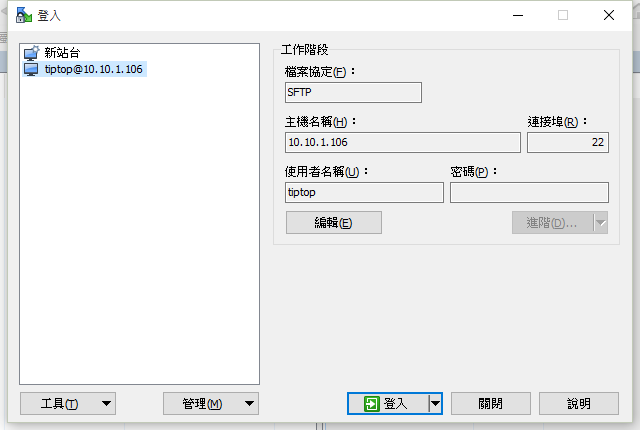 登入
新站台
tiptop@10.10.1.106
工作階段
檔案協定(F)：
SFTP
主機名稱(H)：
連接埠(R)：
10.10.1.106
22
使用者名稱(U)：
密碼(P)：
tiptop
編輯(E)
進階(D)...
工具(T)
管理(M)
登入
關閉
說明